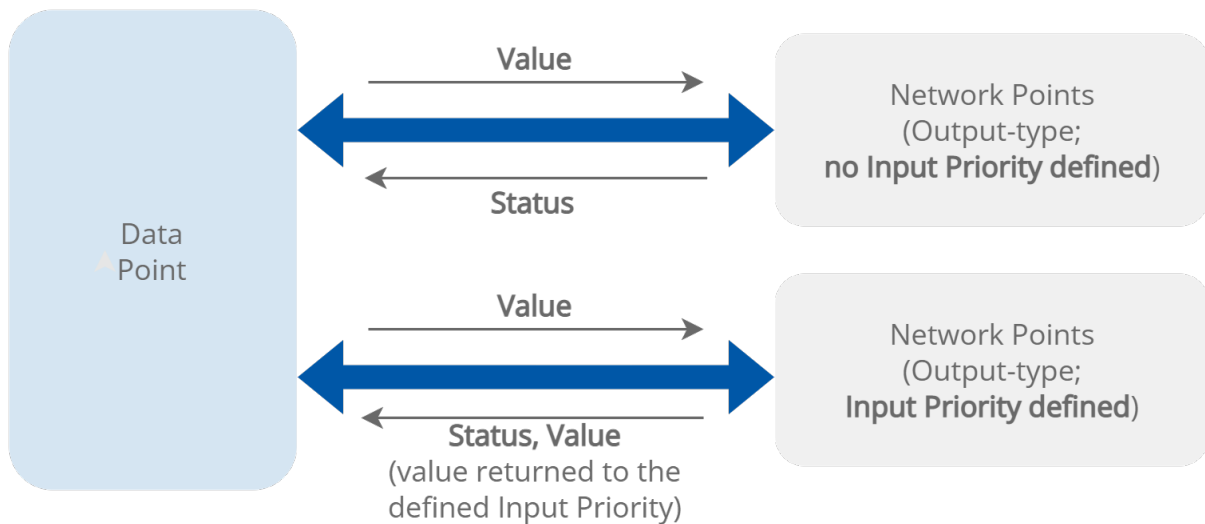 Data
Point
Value
Status
Network Points
(Output-type;
no Input Priority defined)
Value
Status, Value
(value returned to the
defined Input Priority)
Network Points
(Output-type;
Input Priority defined)